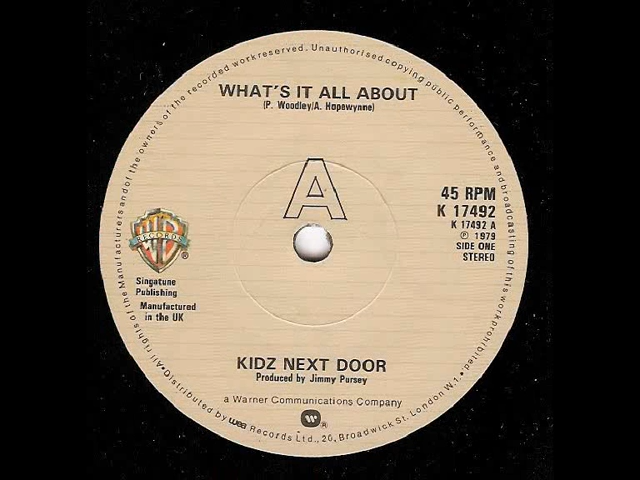 WHAT'S IT ALL ABOUT
(P. Woodley/A. Hopewynne)
A
45 RPM
K 17492
K 17492 A
℗ 1979
SIDE ONE
STEREO
WB
RECORDS
®
Singatune
Publishing
Manufactured
in the UK
KIDZ NEXT DOOR
Produced by Jimmy Pursey
a Warner Communications Company
®
•All rights of the Manufacturers and of the owners of the recorded work reserved. Unauthorised copying public performance and broadcasting of this work prohibited.
•Distributed by wea Records Ltd., 20, Broadwick St. London W.1.•